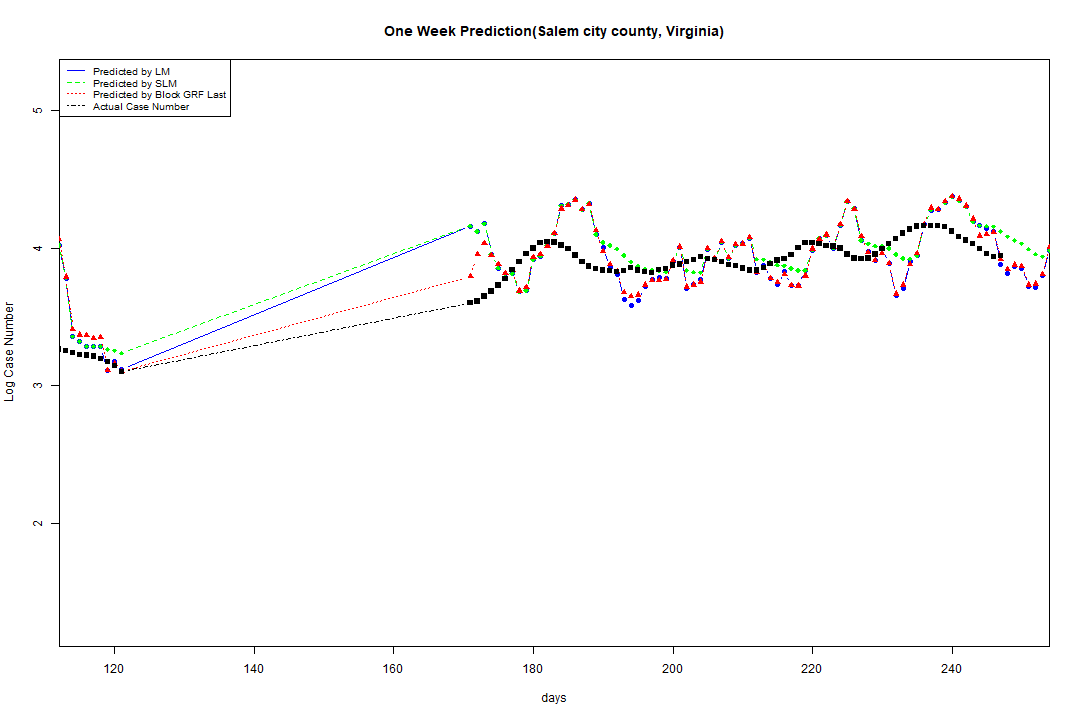 One Week Prediction(Salem city county, Virginia)
Predicted by LM
Predicted by SLM
Predicted by Block GRF Last
Actual Case Number
5
4
3
2
Log Case Number
120
140
160
180
200
220
240
days